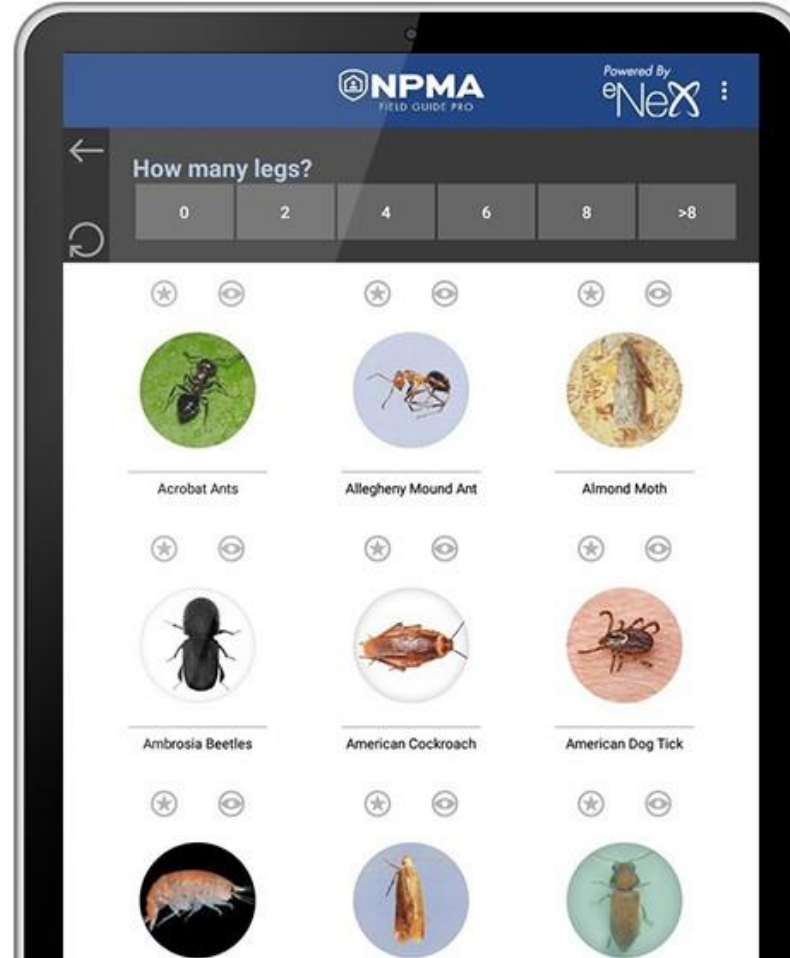 Powered By
NPMA
FIELD GUIDE PRO
eNeX
How many legs?
0 2 4 6 8 >8
Acrobat Ants Allegheny Mound Ant Almond Moth
Ambrosia Beetles American Cockroach American Dog Tick